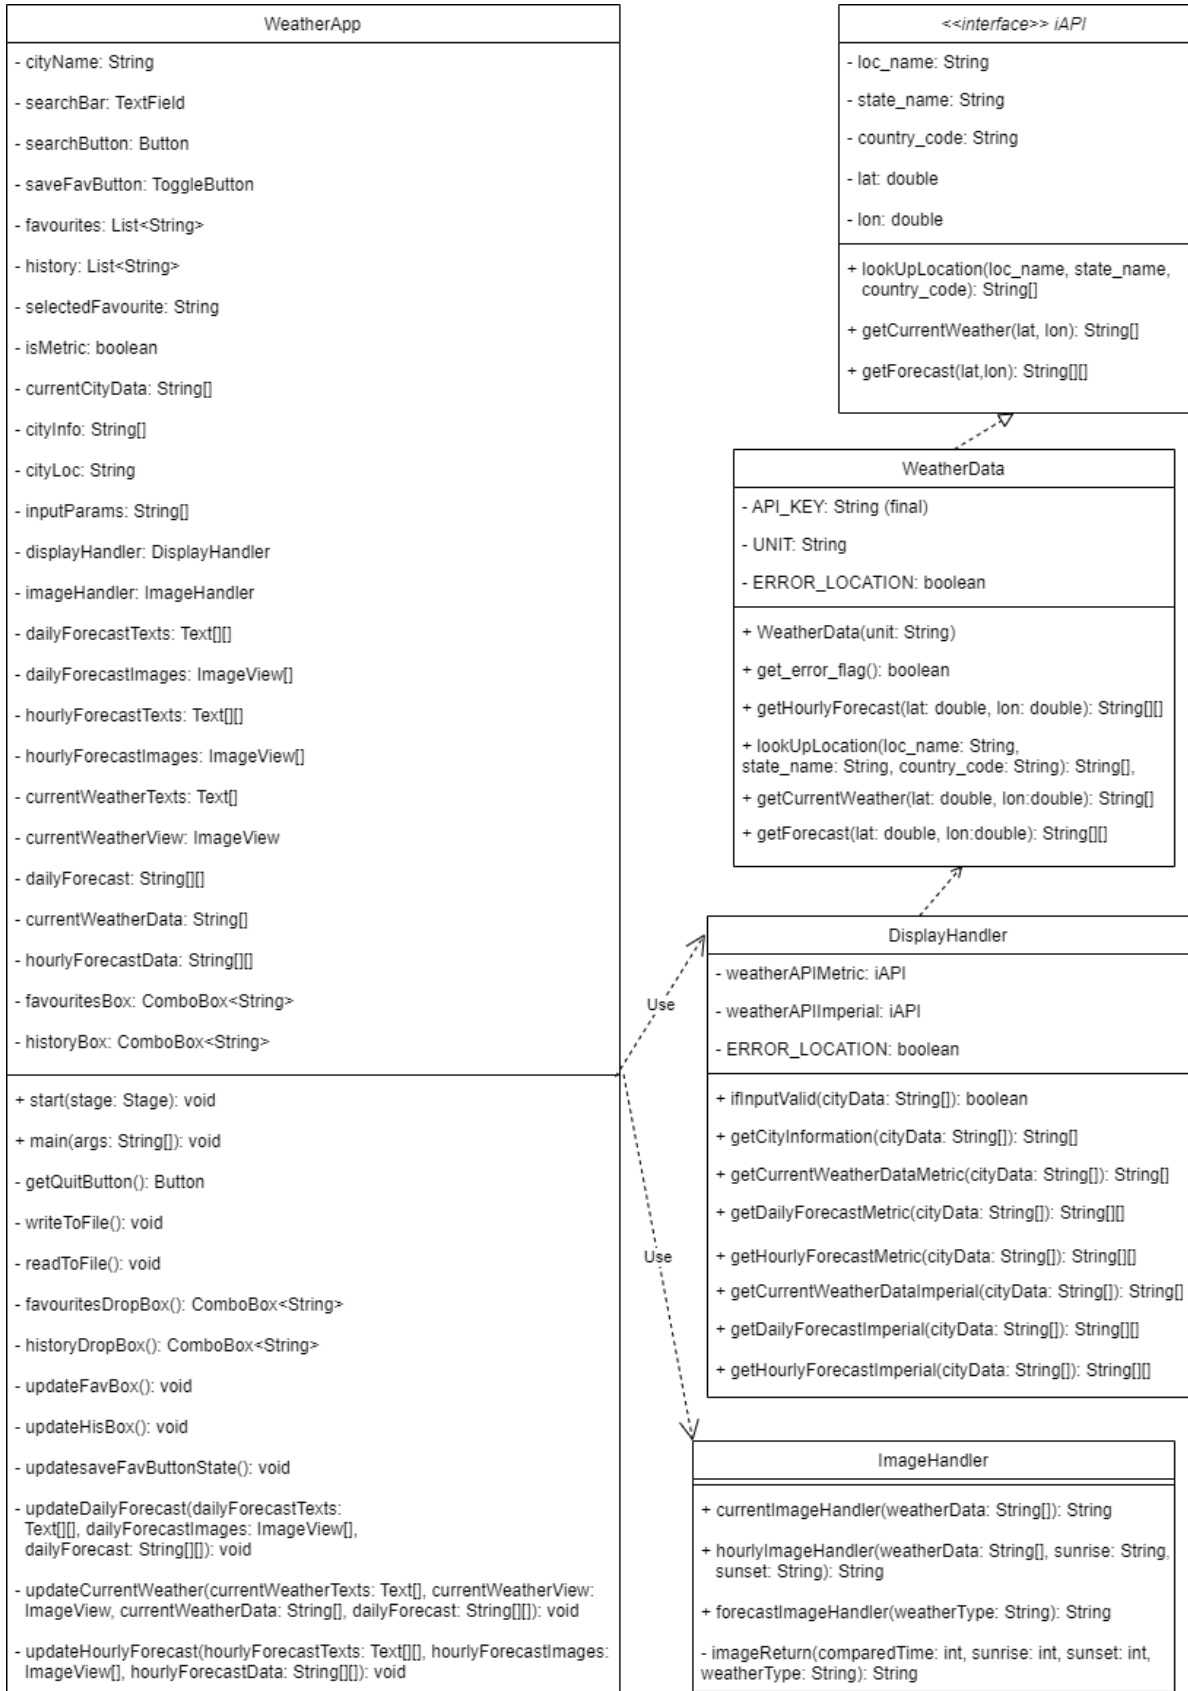 WeatherApp
- cityName: String
- searchBar: TextField
- searchButton: Button
- saveFavButton: ToggleButton
- favourites: List<String>
- history: List<String>
- selectedFavourite: String
- isMetric: boolean
- currentCityData: String[]
- cityInfo: String[]
- cityLoc: String
- inputParams: String[]
- displayHandler: DisplayHandler
- imageHandler: ImageHandler
- dailyForecastTexts: Text[][]
- dailyForecastImages: ImageView[]
- hourlyForecastTexts: Text[][]
- hourlyForecastImages: ImageView[]
- currentWeatherTexts: Text[]
- currentWeatherView: ImageView
- dailyForecast: String[][]
- currentWeatherData: String[]
- hourlyForecastData: String[][]
- favouritesBox: ComboBox<String>
- historyBox: ComboBox<String>
+ start(stage: Stage): void
+ main(args: String[]): void
- getQuitButton(): Button
- writeToFile(): void
- readToFile(): void
- favouritesDropBox(): ComboBox<String>
- historyDropBox(): ComboBox<String>
- updateFavBox(): void
- updateHisBox(): void
- updatesaveFavButtonState(): void
- updateDailyForecast(dailyForecastTexts:
Text[][], dailyForecastImages: ImageView[],
dailyForecast: String[][]): void
- updateCurrentWeather(currentWeatherTexts: Text[], currentWeatherView:
ImageView, currentWeatherData: String[], dailyForecast: String[][]): void
- updateHourlyForecast(hourlyForecastTexts: Text[][], hourlyForecastImages:
ImageView[], hourlyForecastData: String[][]): void
Use
Use
<<interface>> iAPI
- loc_name: String
- state_name: String
- country_code: String
- lat: double
- lon: double
+ lookUpLocation(loc_name, state_name,
country_code): String[]
+ getCurrentWeather(lat, lon): String[]
+ getForecast(lat,lon): String[][]
WeatherData
- API_KEY: String (final)
- UNIT: String
- ERROR_LOCATION: boolean
+ WeatherData(unit: String)
+ get_error_flag(): boolean
+ getHourlyForecast(lat: double, lon: double): String[][]
+ lookUpLocation(loc_name: String,
state_name: String, country_code: String): String[],
+ getCurrentWeather(lat: double, lon:double): String[]
+ getForecast(lat: double, lon:double): String[][]
DisplayHandler
- weatherAPIMetric: iAPI
- weatherAPIImperial: iAPI
- ERROR_LOCATION: boolean
+ ifInputValid(cityData: String[]): boolean
+ getCityInformation(cityData: String[]): String[]
+ getCurrentWeatherDataMetric(cityData: String[]): String[]
+ getDailyForecastMetric(cityData: String[]): String[][]
+ getHourlyForecastMetric(cityData: String[]): String[][]
+ getCurrentWeatherDataImperial(cityData: String[]): String[]
+ getDailyForecastImperial(cityData: String[]): String[][]
+ getHourlyForecastImperial(cityData: String[]): String[][]
ImageHandler
+ currentImageHandler(weatherData: String[]): String
+ hourlyImageHandler(weatherData: String[], sunrise: String,
sunset: String): String
+ forecastImageHandler(weatherType: String): String
- imageReturn(comparedTime: int, sunrise: int, sunset: int,
weatherType: String): String